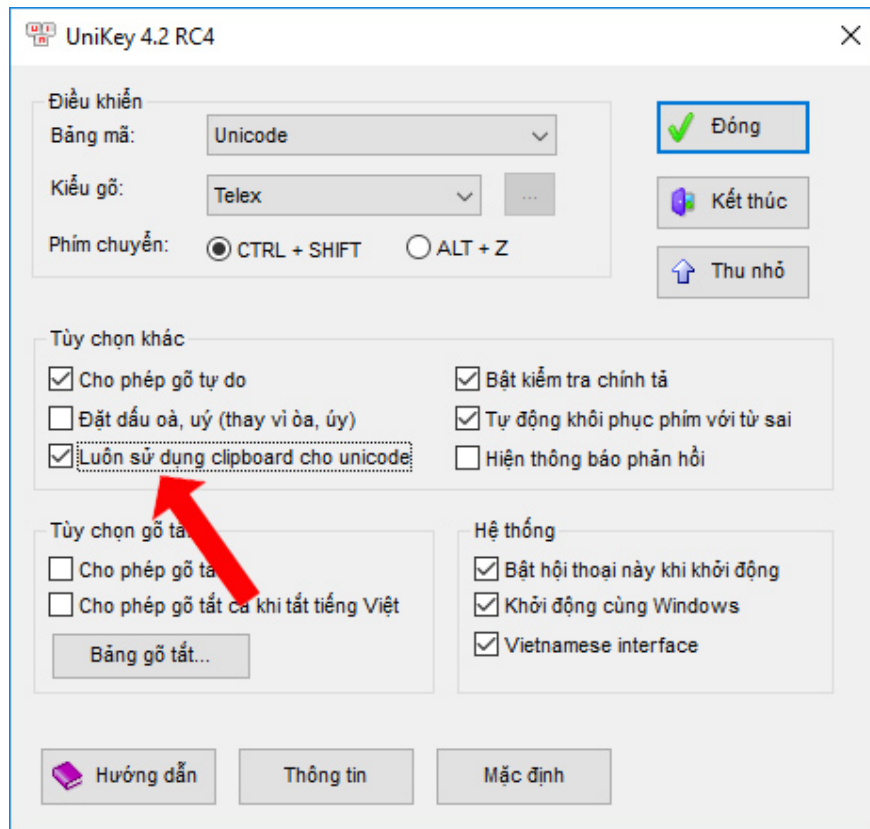 UniKey 4.2 RC4
Điều khiển
Bảng mã:
Unicode
Đóng
Kiểu gõ:
Telex
...
Kết thúc
Phím chuyển:
CTRL + SHIFT
ALT + Z
Thu nhỏ
Tùy chọn khác
Cho phép gõ tự do
Bật kiểm tra chính tả
Đặt dấu oà, uý (thay vì òa, úy)
Tự động khôi phục phím với từ sai
Luôn sử dụng clipboard cho unicode
Hiện thông báo phản hồi
Tùy chọn gõ
Cho phép gõ
Cho phép gõ tắt cả khi tắt tiếng Việt
Bảng gõ tắt...
Hệ thống
Bật hội thoại này khi khởi động
Khởi động cùng Windows
Vietnamese interface
Hướng dẫn
Thông tin
Mặc định